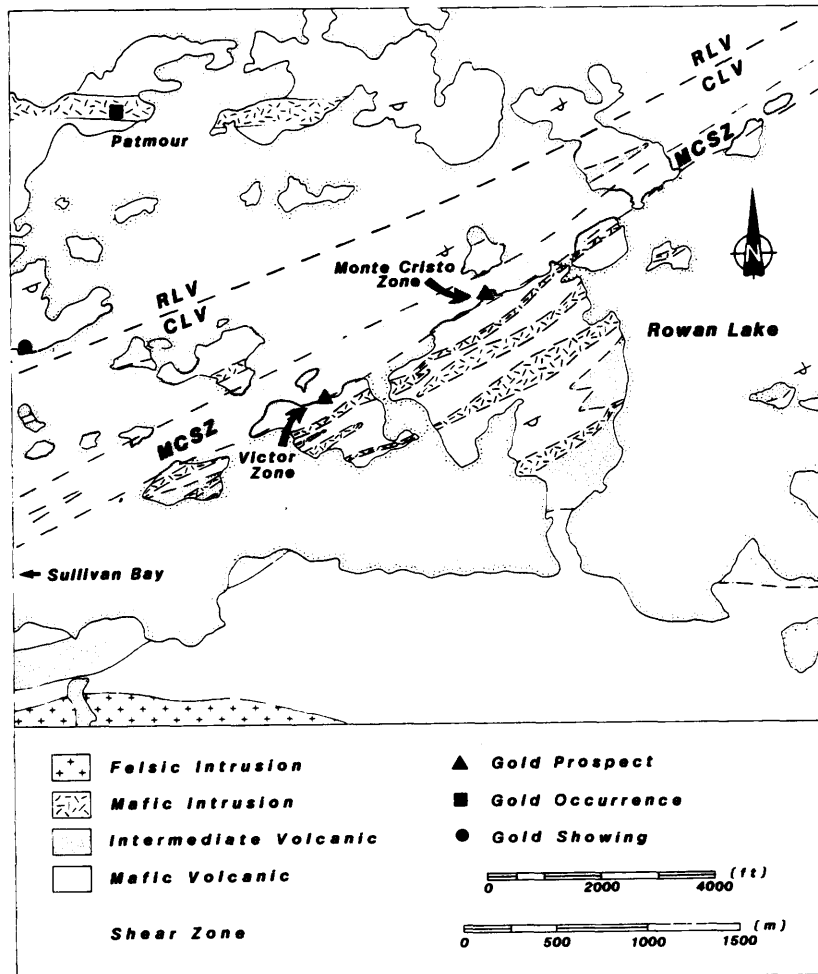 RLV
CLV
MCSZ
Patmour
N
Monte Cristo
Zone
RLV
CLV
Rowan Lake
MCSZ
Victor
Zone
Sullivan Bay
Felsic Intrusion
Mafic Intrusion
Intermediate Volcanic
Mafic Volcanic
Shear Zone
Gold Prospect
Gold Occurrence
Gold Showing
(ft)
0 2000 4000
(m)
0 500 1000 1500